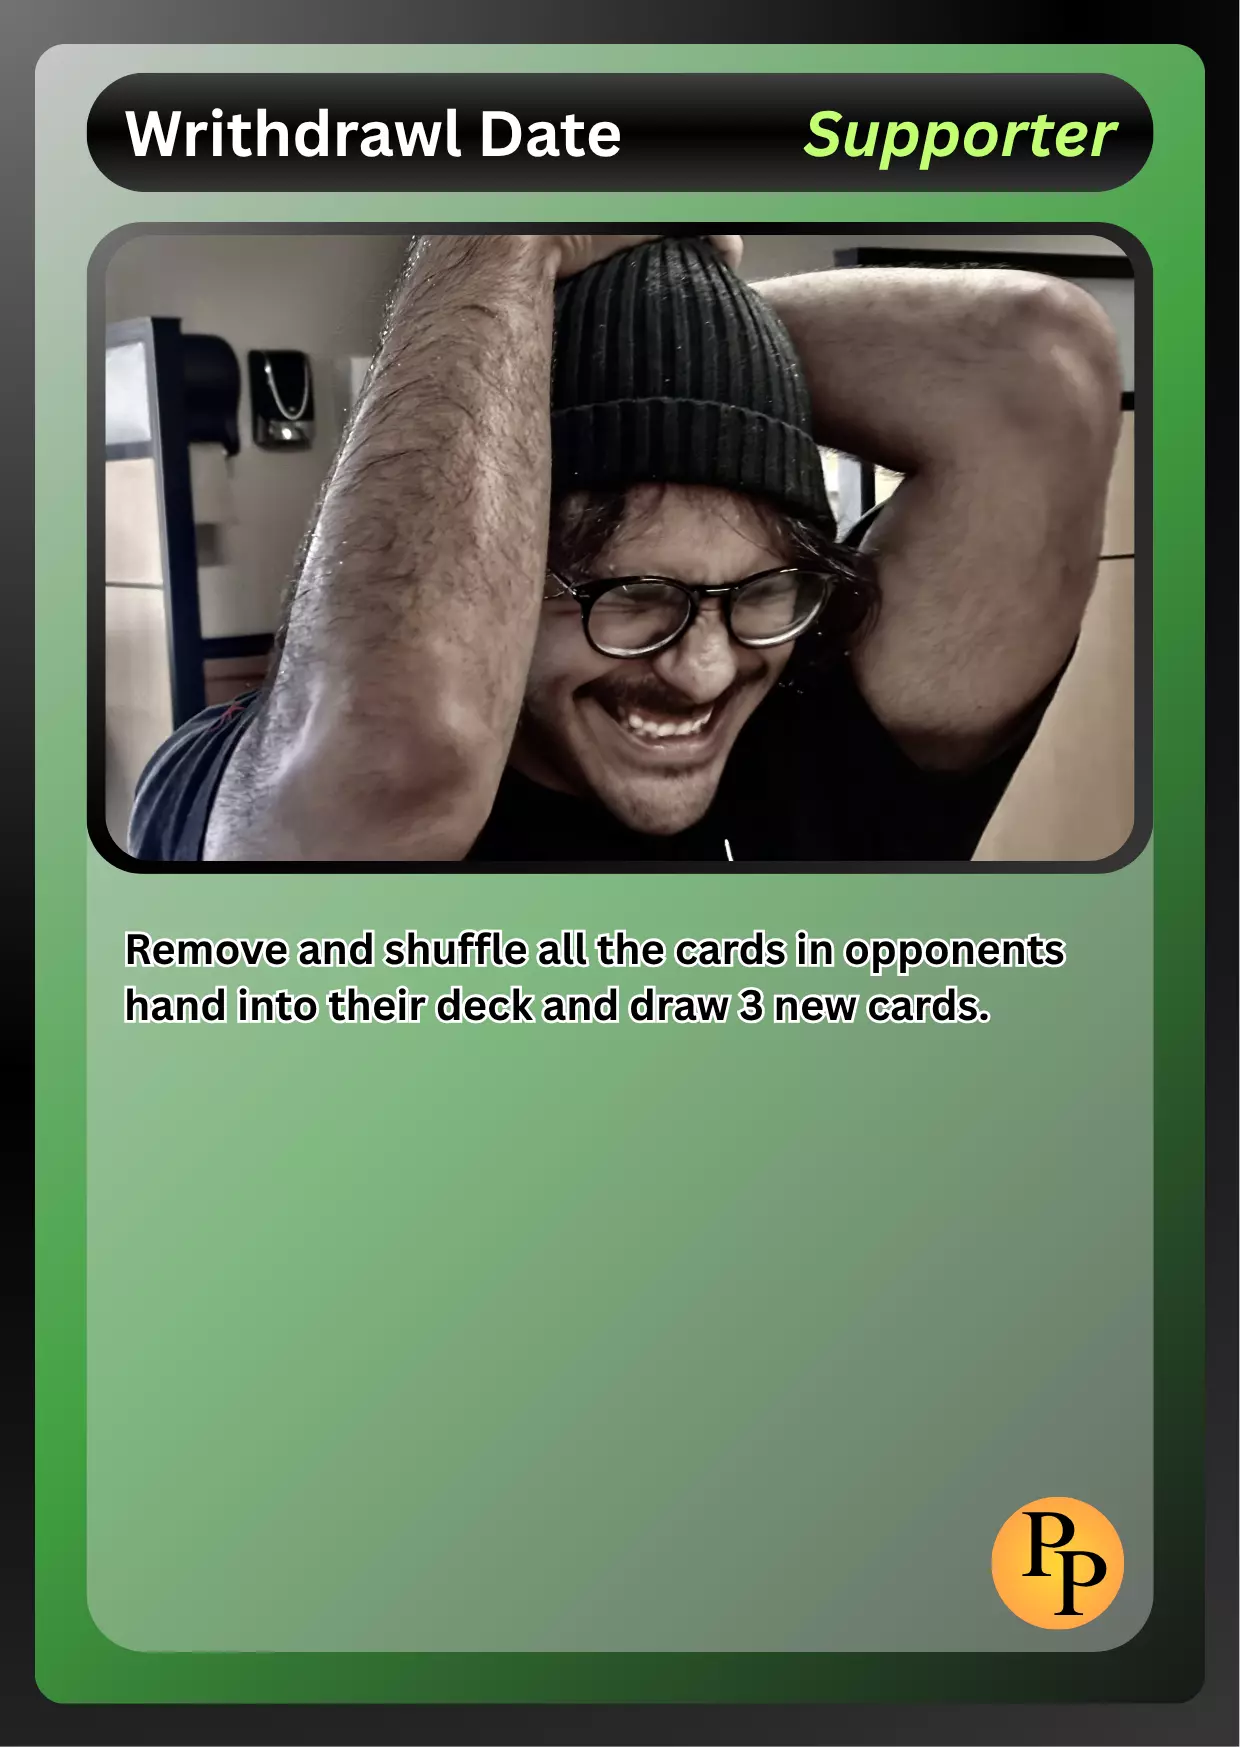 Writhdrawl Date
Supporter
Remove and shuffle all the cards in opponents
hand into their deck and draw 3 new cards.
PP